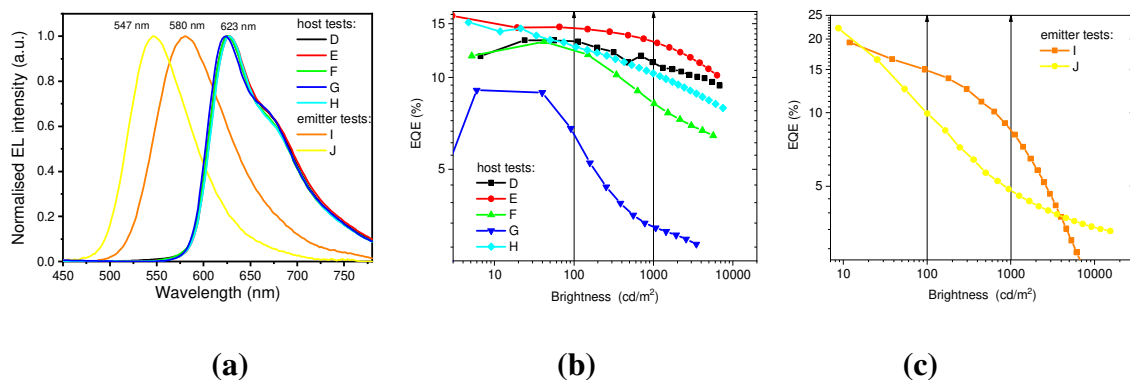 547 nm 580 nm 623 nm
host tests:
D
E
F
G
H
emitter tests:
I
J
Normalised EL intensity (a.u.)
1.0
0.8
0.6
0.4
0.2
0.0
450 500 550 600 650 700 750
Wavelength (nm)
(a)
EQE (%)
15
10
5
host tests:
D
E
F
G
H
10 100 1000 10000
Brightness (cd/m²)
(b)
EQE (%)
25
20
15
10
5
emitter tests:
I
J
10 100 1000 10000
Brightness (cd/m²)
(c)